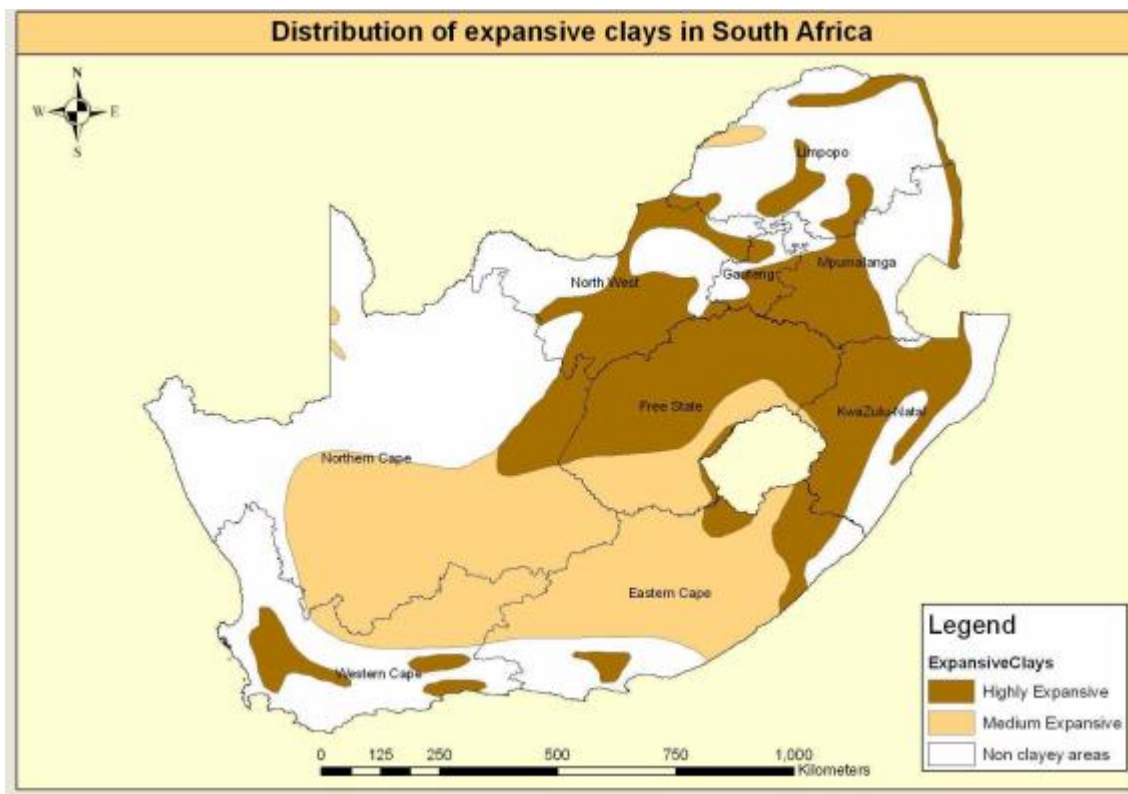 Distribution of expansive clays in South Africa
N
W E
S
Limpopo
Mpumalanga
Gauteng
North West
Free State
KwaZulu-Natal
Northern Cape
Eastern Cape
Western Cape
Legend
ExpansiveClays
Highly Expansive
Medium Expansive
Non clayey areas
0 125 250 500 750 1,000
Kilometers